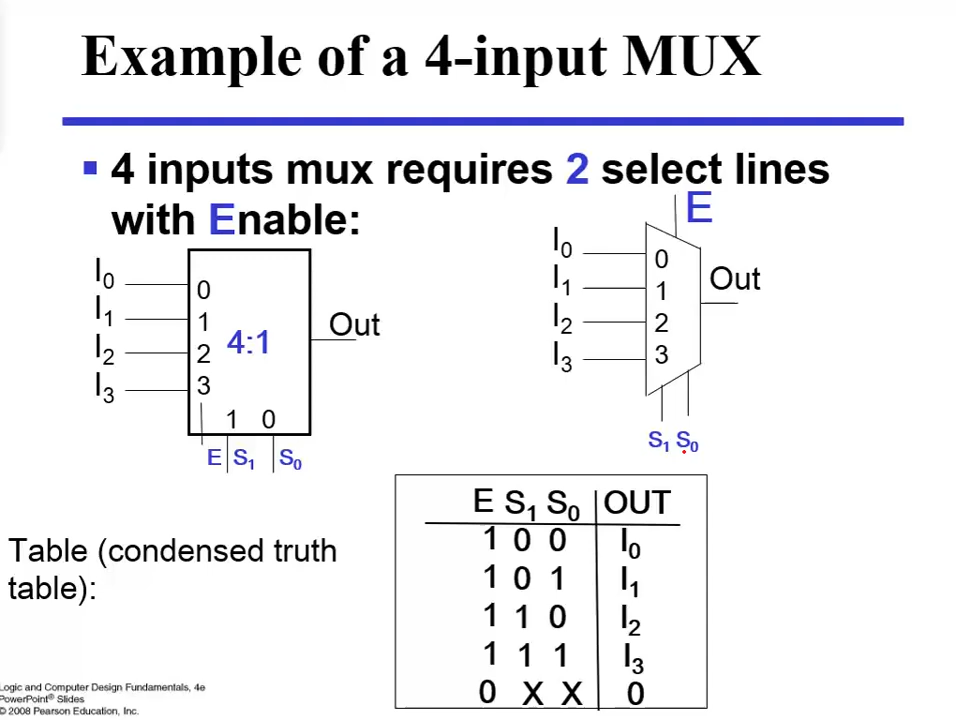 Example of a 4-input MUX
4 inputs mux requires 2 select lines
with Enable:
I0
I1
I2
I3
0
1
2
3
4:1
1 0
E S1 S0
Out
E
I0
I1
I2
I3
0
1
2
3
Out
S1 S0
Table (condensed truth
table):
E S1 S0 OUT
1 0 0 I0
1 0 1 I1
1 1 0 I2
1 1 1 I3
0 X X 0
Logic and Computer Design Fundamentals, 4e
PowerPoint® Slides
© 2008 Pearson Education, Inc.